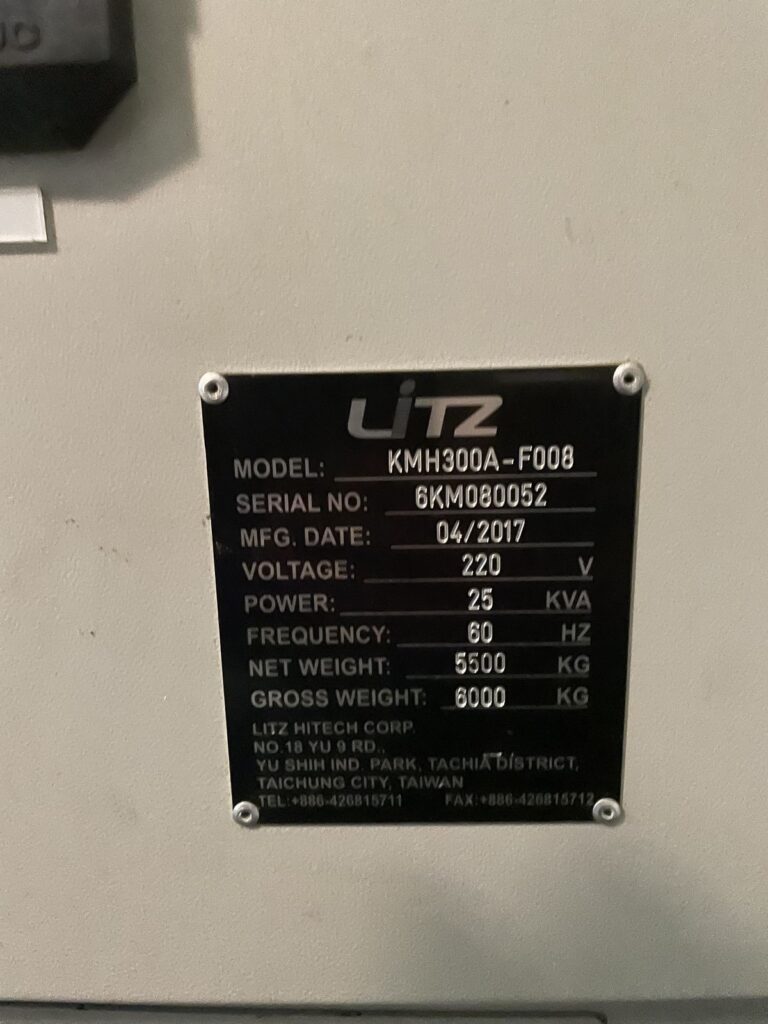 LiTZ
MODEL: KMH300A-F008
SERIAL NO: 6KM080052
MFG. DATE: 04/2017
VOLTAGE: 220 V
POWER: 25 KVA
FREQUENCY: 60 HZ
NET WEIGHT: 5500 KG
GROSS WEIGHT: 6000 KG
LITZ HITECH CORP.
NO.18 YU 9 RD.,
YU SHIH IND. PARK, TACHIA DISTRICT,
TAICHUNG CITY, TAIWAN
TEL:+886-426815711 FAX:+886-426815712